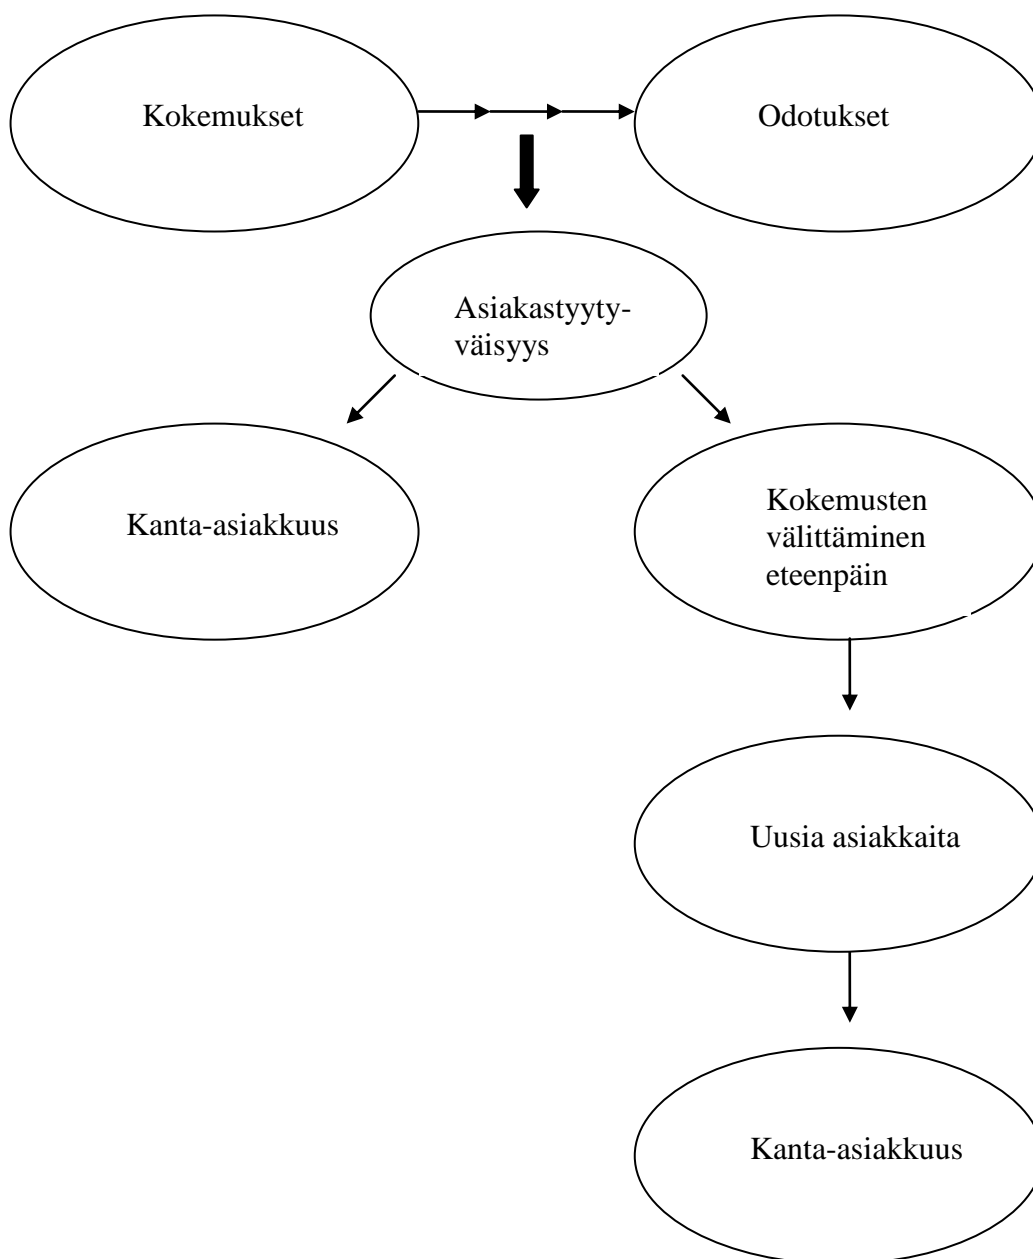 Kokemukset
Odotukset
Asiakastyyty-
väisyys
Kanta-asiakkuus
Kokemusten
välittäminen
eteenpäin
Uusia asiakkaita
Kanta-asiakkuus